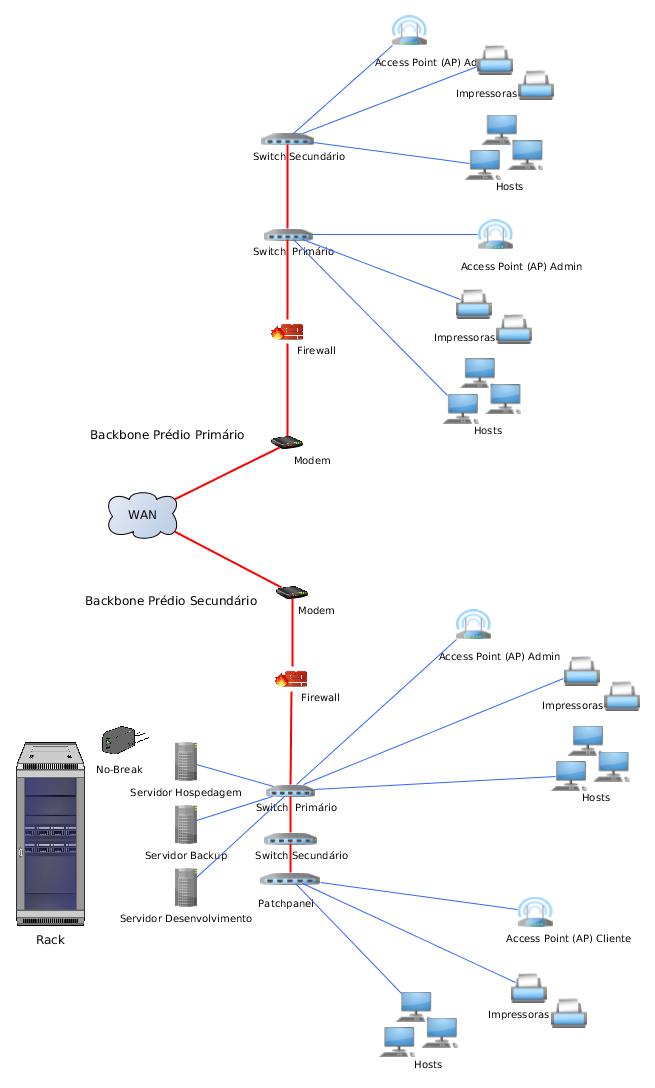 Access Point (AP) Ad
Impressoras
Switch Secundário
Hosts
Switch Primário
Access Point (AP) Admin
Impressoras
Firewall
Hosts
Backbone Prédio Primário
Modem
WAN
Backbone Prédio Secundário
Modem
Access Point (AP) Admin
Firewall
Impressoras
No-Break
Servidor Hospedagem
Hosts
Switch Primário
Servidor Backup
Switch Secundário
Patchpanel
Servidor Desenvolvimento
Rack
Access Point (AP) Cliente
Impressoras
Hosts